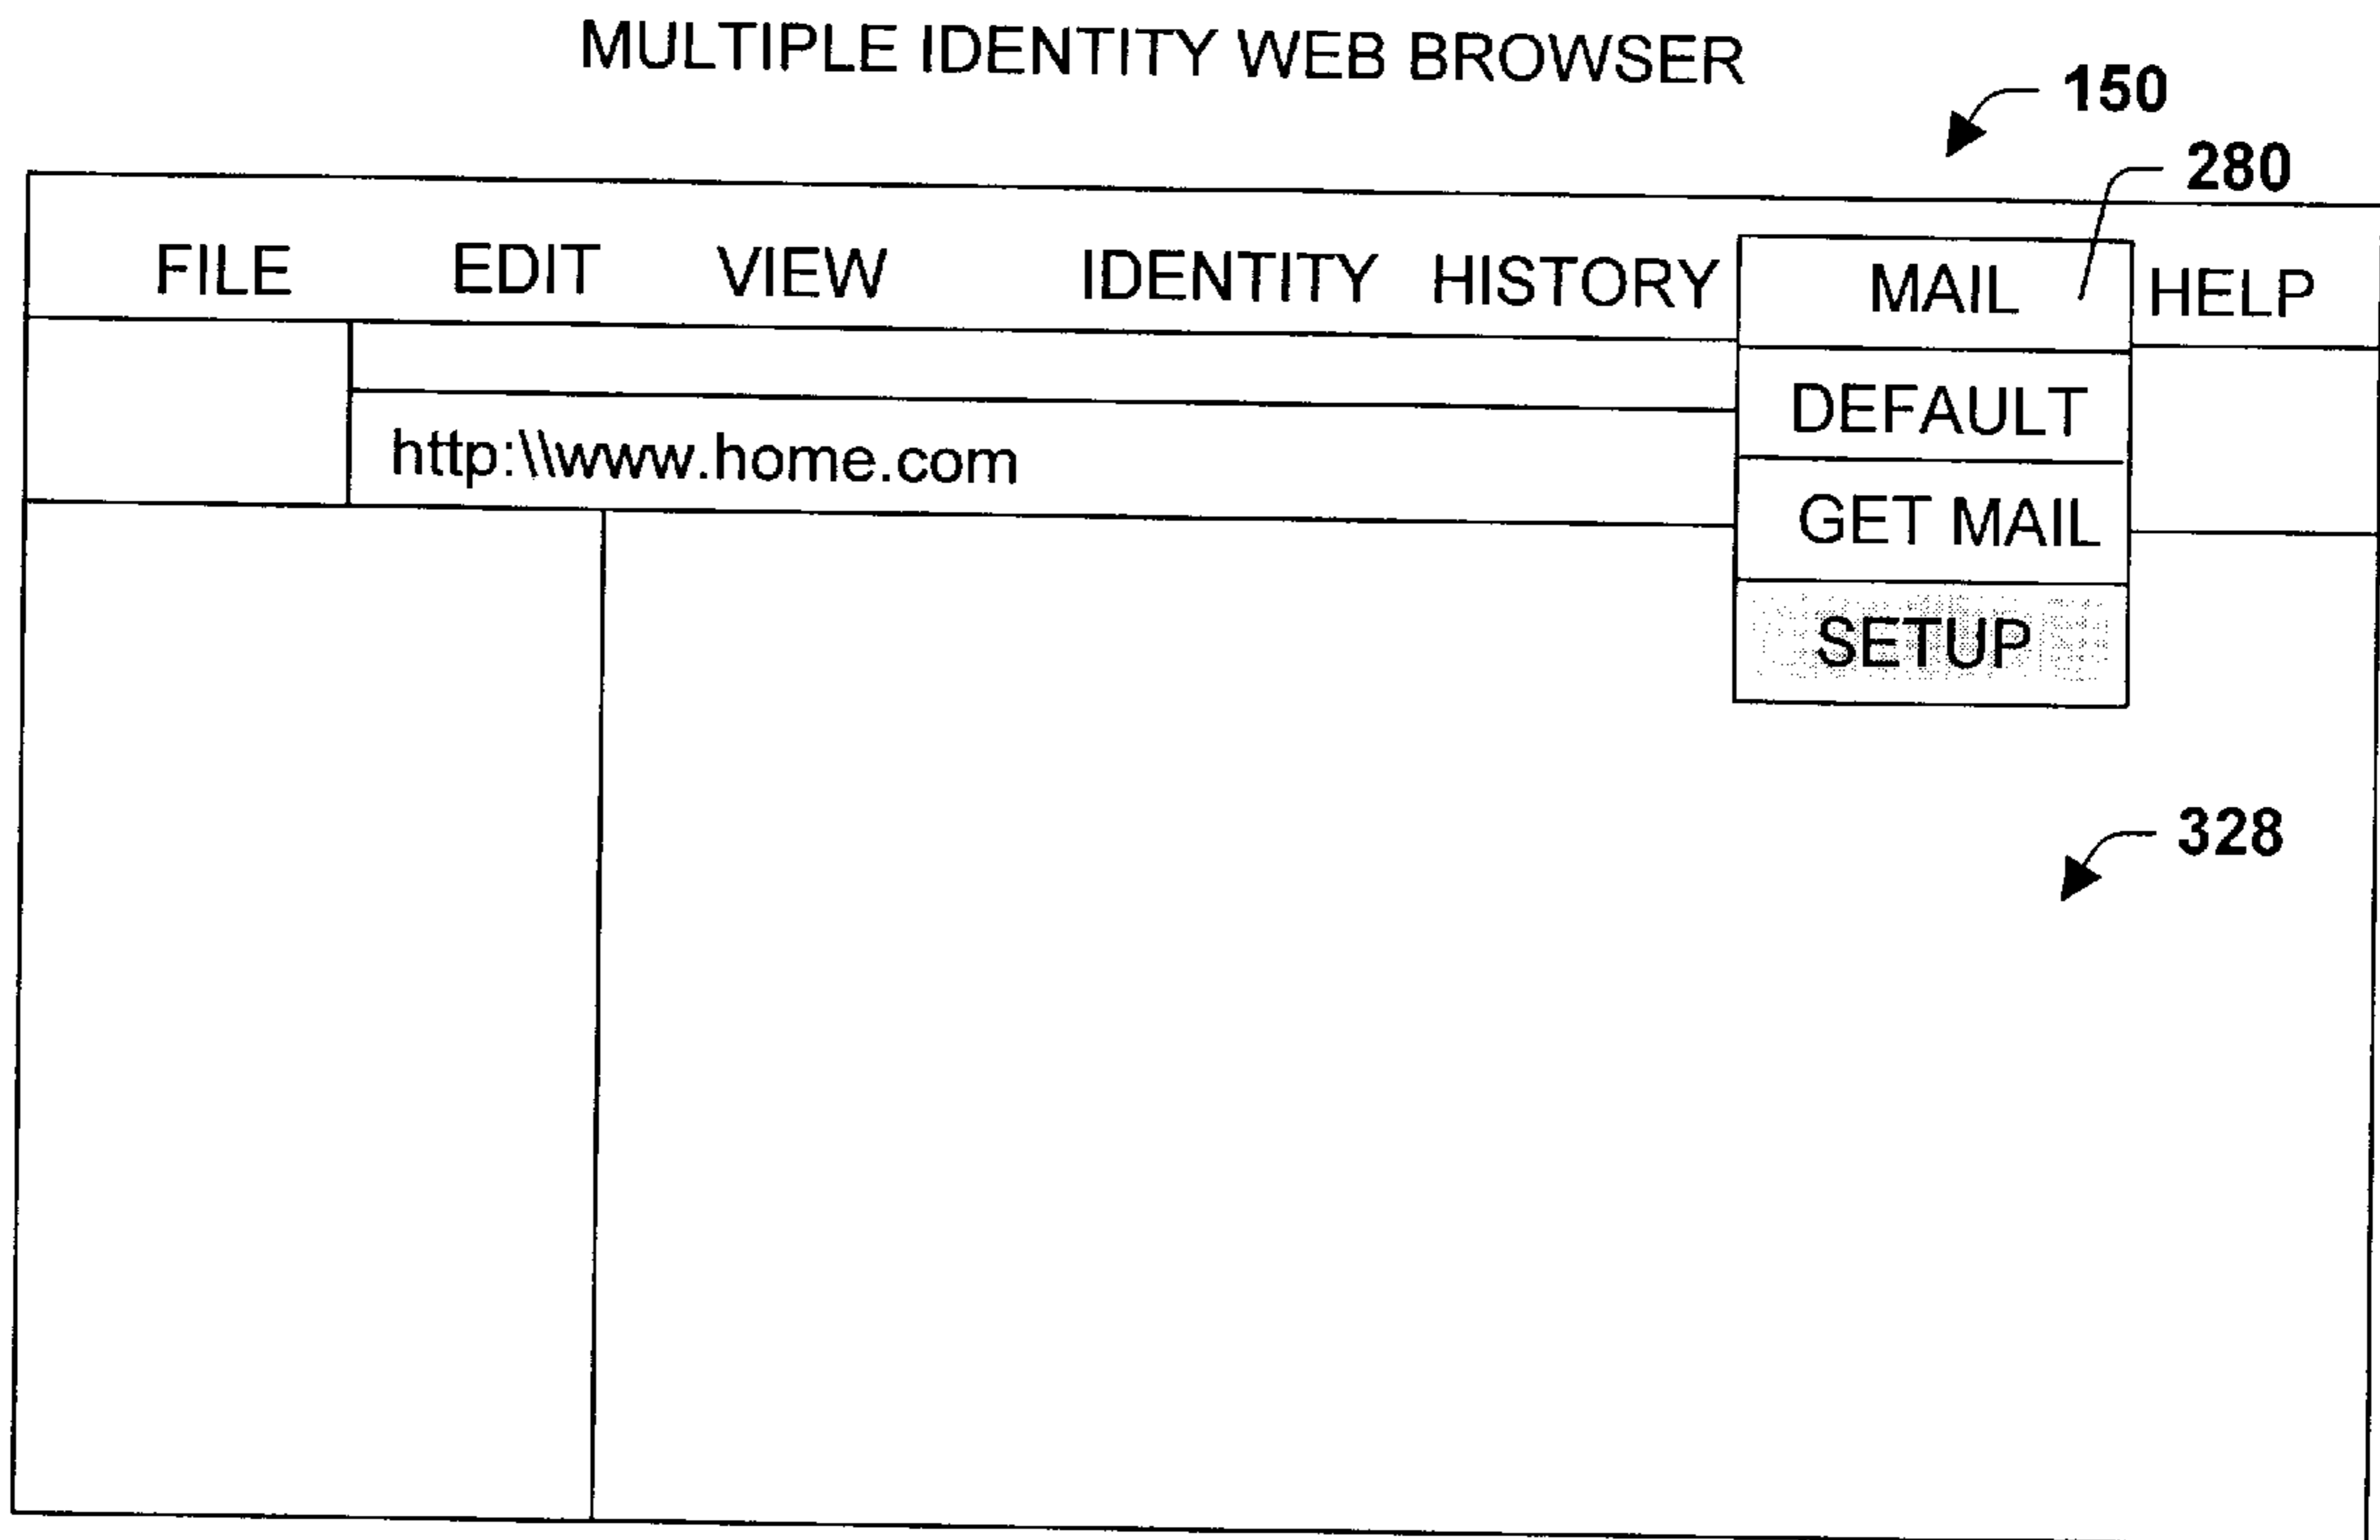 MULTIPLE IDENTITY WEB BROWSER
150
280
FILE EDIT VIEW IDENTITY HISTORY MAIL HELP
DEFAULT
http:\\www.home.com
GET MAIL
SETUP
328